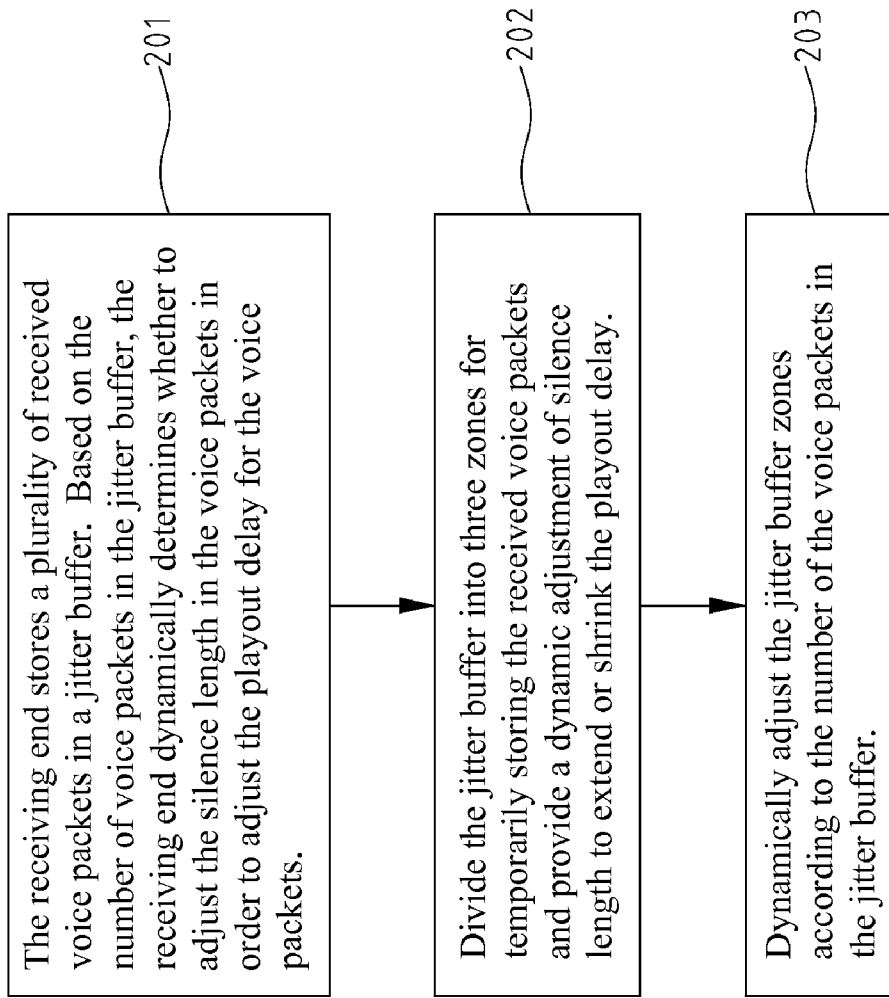 The receiving end stores a plurality of received
voice packets in a jitter buffer. Based on the
number of voice packets in the jitter buffer, the
receiving end dynamically determines whether to
adjust the silence length in the voice packets in
order to adjust the playout delay for the voice
packets.
201
Divide the jitter buffer into three zones for
temporarily storing the received voice packets
and provide a dynamic adjustment of silence
length to extend or shrink the playout delay.
202
Dynamically adjust the jitter buffer zones
according to the number of the voice packets in
the jitter buffer.
203